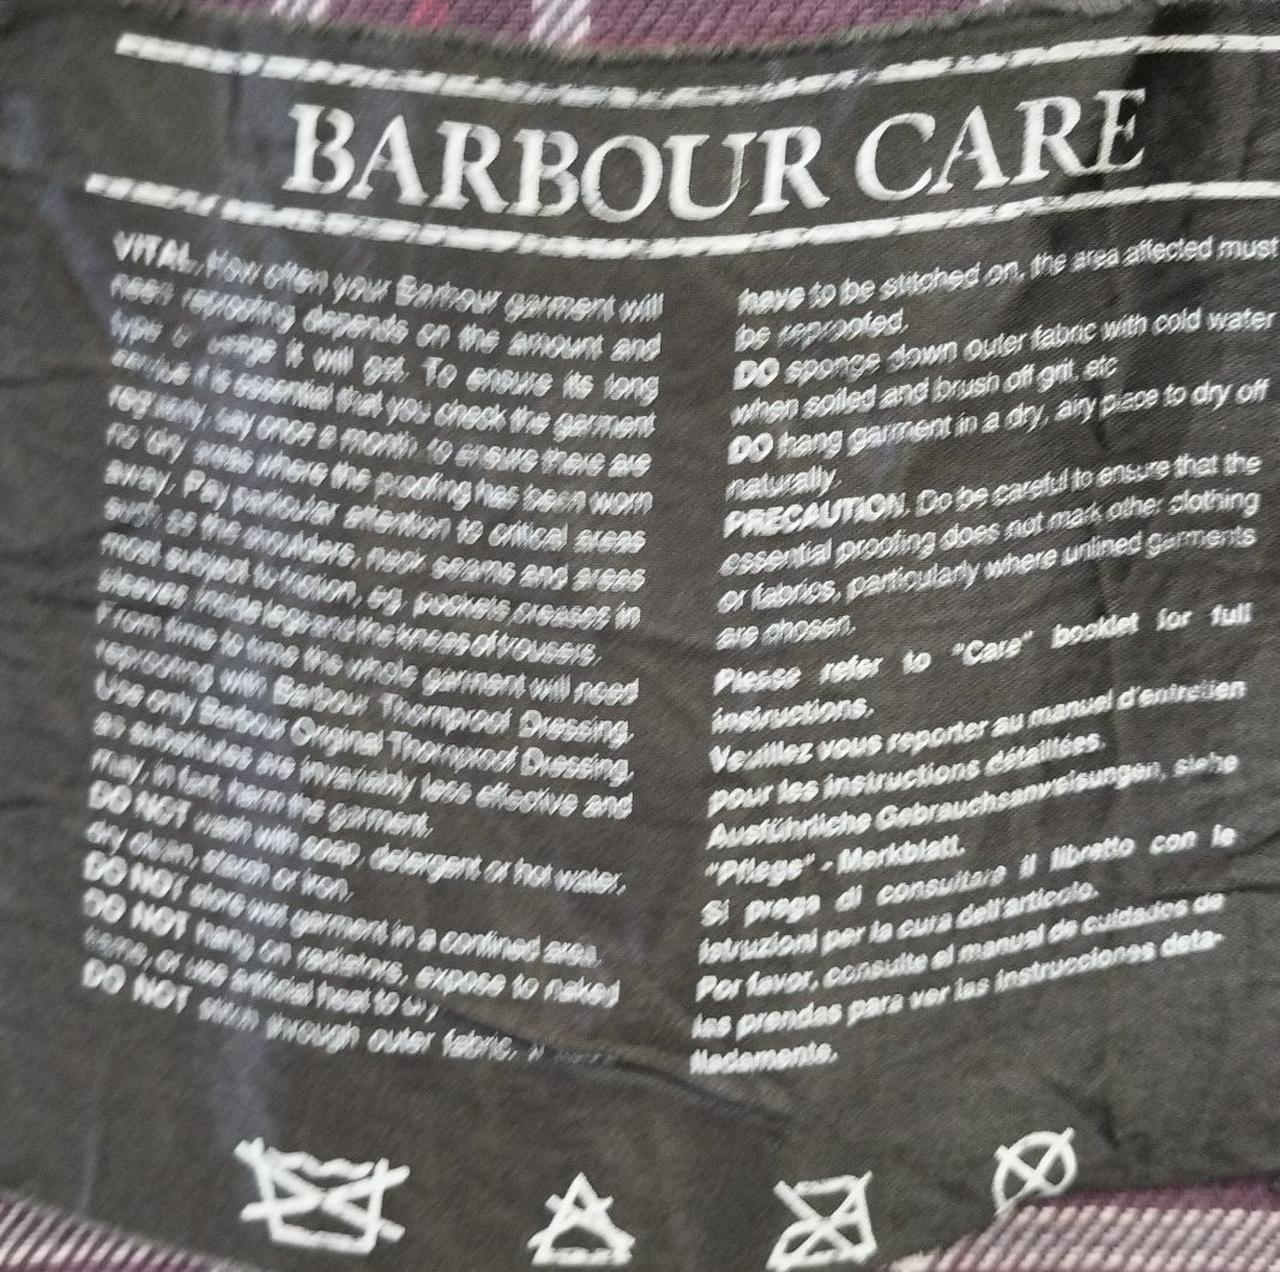 BARBOUR CARE
VITAL. How often your Barbour garment will
need reproofing depends on the amount and
type of usage it will get. To ensure its long
service it is essential that you check the garment
regularly, say once a month, to ensure there are
no dry areas where the proofing has been worn
away. Pay particular attention to critical areas
such as the shoulders, neck seams and areas
most subject to friction, eg. pockets, creases in
sleeves, inside legs and the knees of trousers.
From time to time the whole garment will need
reproofing with Barbour Thornproof Dressing.
Use only Barbour Original Thornproof Dressing,
as substitutes are invariably less effective and
may, in fact, harm the garment.
DO NOT wash with soap, detergent or hot water,
dry clean, starch or iron.
DO NOT store wet garment in a confined area.
DO NOT hang on radiators, expose to naked
flame, or use artificial heat to dry
DO NOT stitch through outer fabric,
have to be stitched on, the area affected must
be reproofed.
DO sponge down outer fabric with cold water
when soiled and brush off grit, etc
DO hang garment in a dry, airy place to dry off
naturally.
PRECAUTION. Do be careful to ensure that the
essential proofing does not mark other clothing
or fabrics, particularly where unlined garments
are chosen.
Please refer to "Care" booklet for full
instructions.
Veuillez vous reporter au manuel d'entretien
pour les instructions détaillées.
Ausführliche Gebrauchsanweisungen, siehe
"Pflege" - Merkblatt.
Si prega di consultare il libretto con le
istruzioni per la cura dell'articolo.
Por favor, consulte el manual de cuidados de
las prendas para ver las instrucciones deta-
lladamente.